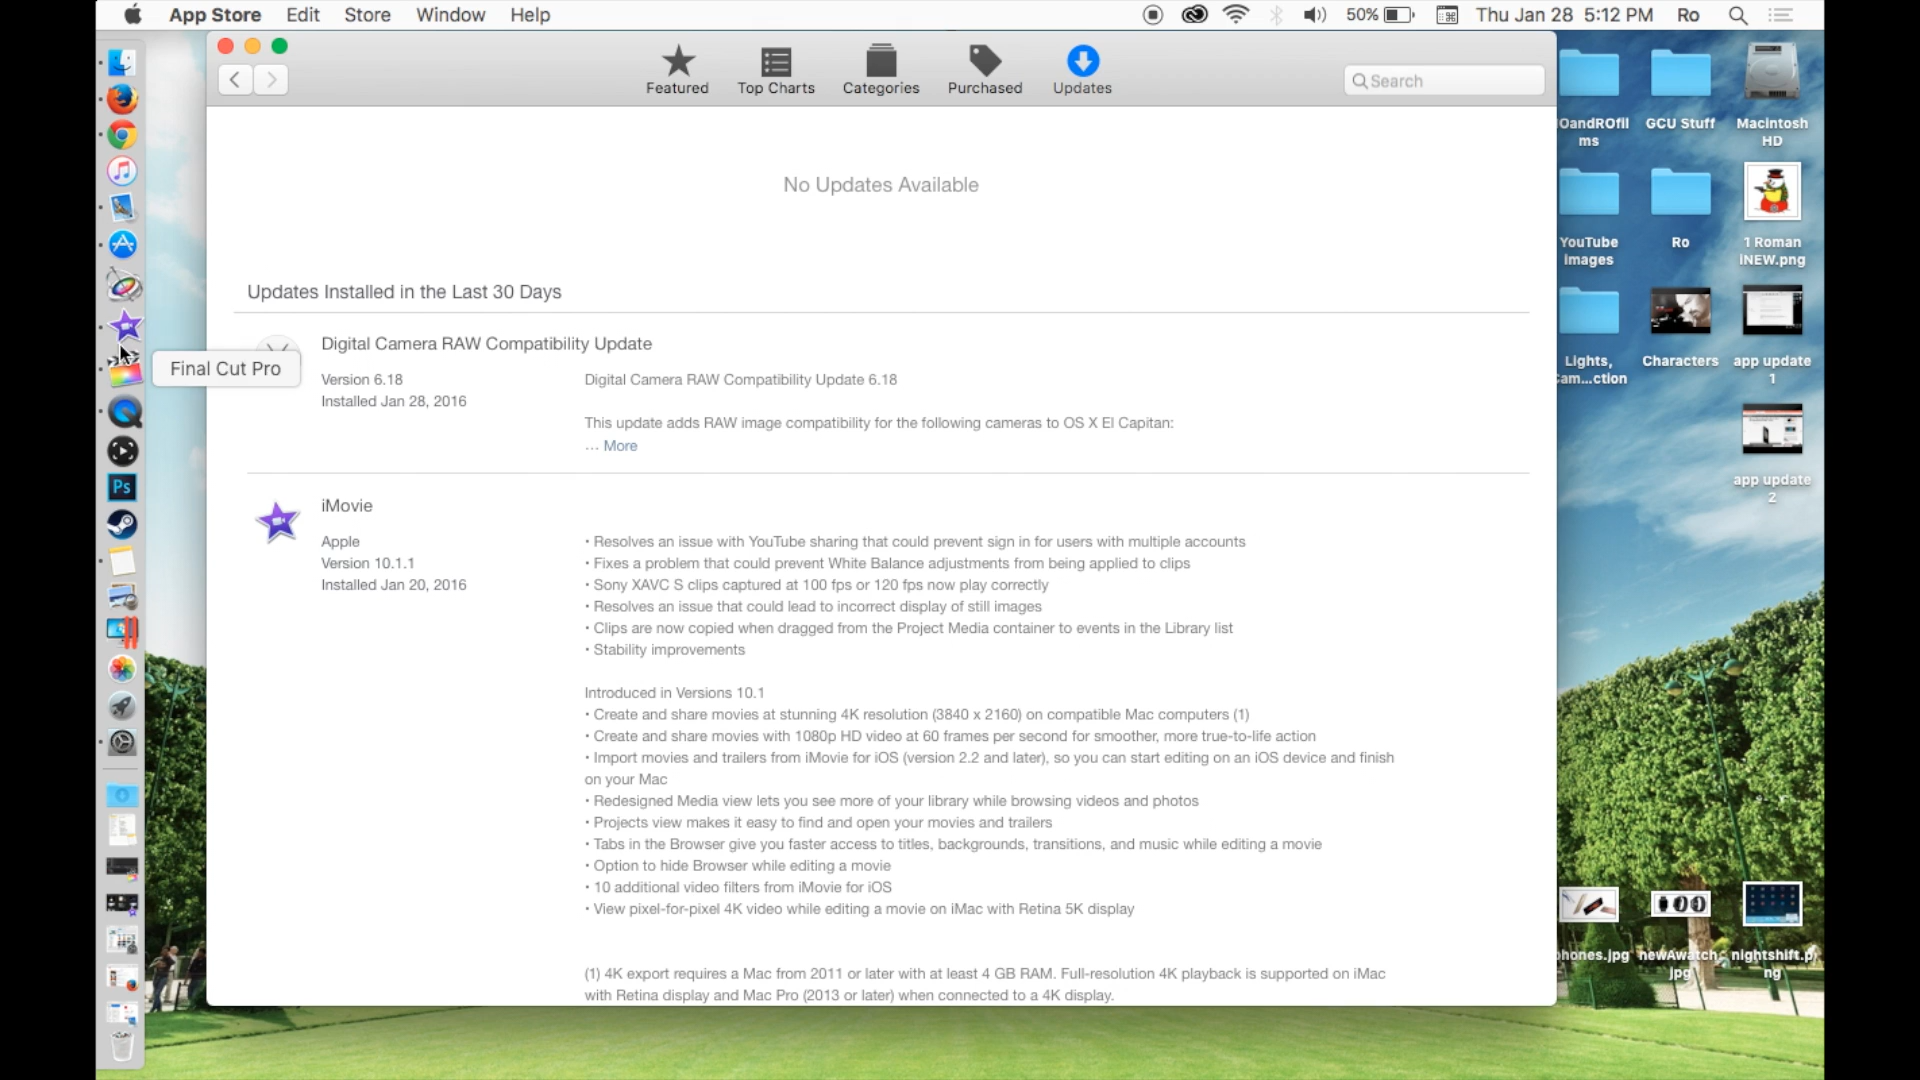 App Store Edit Store Window Help 50% Thu Jan 28 5:12 PM Ro
Featured Top Charts Categories Purchased Updates
Search
No Updates Available
Updates Installed in the Last 30 Days
Digital Camera RAW Compatibility Update
Version 6.18
Installed Jan 28, 2016
Digital Camera RAW Compatibility Update 6.18
This update adds RAW image compatibility for the following cameras to OS X El Capitan:
... More
Final Cut Pro
Ps
iMovie
Apple
Version 10.1.1
Installed Jan 20, 2016
• Resolves an issue with YouTube sharing that could prevent sign in for users with multiple accounts
• Fixes a problem that could prevent White Balance adjustments from being applied to clips
• Sony XAVC S clips captured at 100 fps or 120 fps now play correctly
• Resolves an issue that could lead to incorrect display of still images
• Clips are now copied when dragged from the Project Media container to events in the Library list
• Stability improvements
Introduced in Versions 10.1
• Create and share movies at stunning 4K resolution (3840 x 2160) on compatible Mac computers (1)
• Create and share movies with 1080p HD video at 60 frames per second for smoother, more true-to-life action
• Import movies and trailers from iMovie for iOS (version 2.2 and later), so you can start editing on an iOS device and finish
on your Mac
• Redesigned Media view lets you see more of your library while browsing videos and photos
• Projects view makes it easy to find and open your movies and trailers
• Tabs in the Browser give you faster access to titles, backgrounds, transitions, and music while editing a movie
• Option to hide Browser while editing a movie
• 10 additional video filters from iMovie for iOS
• View pixel-for-pixel 4K video while editing a movie on iMac with Retina 5K display
(1) 4K export requires a Mac from 2011 or later with at least 4 GB RAM. Full-resolution 4K playback is supported on iMac
with Retina display and Mac Pro (2013 or later) when connected to a 4K display.
OandROfil
ms
GCU Stuff
Macintosh
HD
YouTube
Images
Ro
1 Roman
iNEW.png
Lights,
Cam...ction
Characters
app update
1
app update
2
phones.jpg
newAwatch.
jpg
nightshift.p
ng